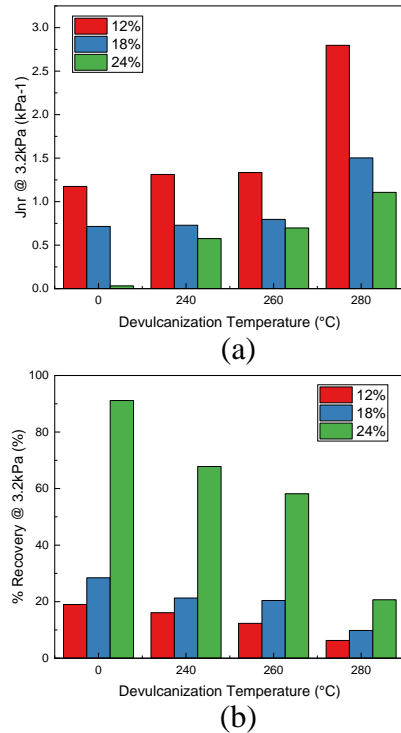 12%
18%
24%
3.0
2.5
2.0
1.5
1.0
0.5
0.0
Jnr @ 3.2kPa (kPa-1)
0 240 260 280
Devulcanization Temperature (°C)
(a)
12%
18%
24%
100
80
60
40
20
0
% Recovery @ 3.2kPa (%)
0 240 260 280
Devulcanization Temperature (°C)
(b)